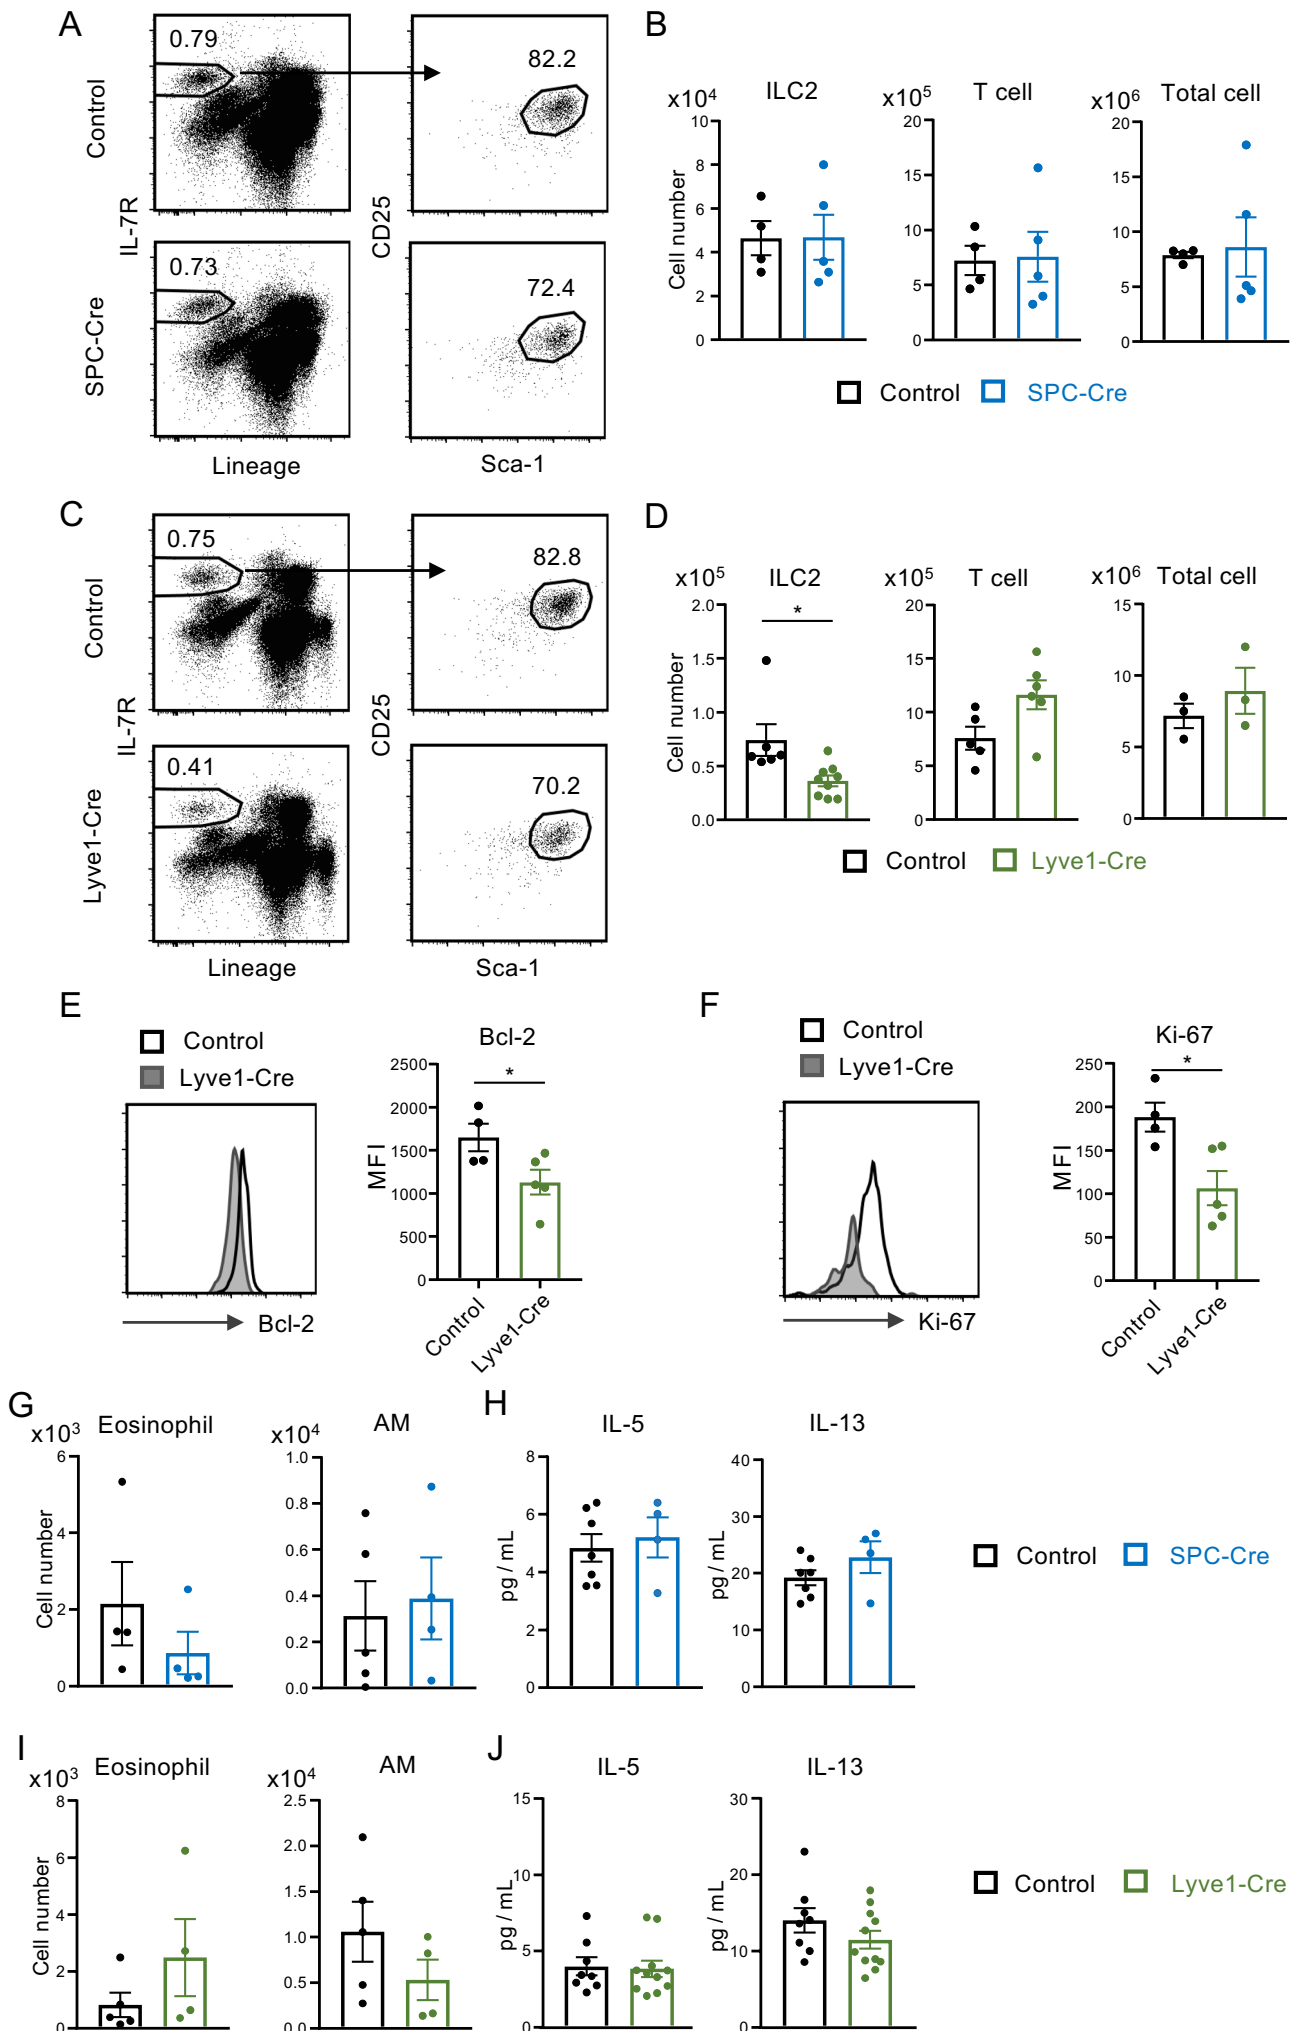 A
Control
SPC-Cre
IL-7R
0.79
0.73
Lineage
CD25
82.2
72.4
Sca-1
B
x10⁴
ILC2
Cell number
10
8
6
4
2
0
x10⁵
T cell
20
15
10
5
0
x10⁶
Total cell
20
15
10
5
0
Control
SPC-Cre
C
Control
Lyve1-Cre
IL-7R
0.75
0.41
Lineage
CD25
82.8
70.2
Sca-1
D
x10⁵
ILC2
Cell number
2.0
1.5
1.0
0.5
0.0
*
x10⁵
T cell
20
15
10
5
0
x10⁶
Total cell
15
10
5
0
Control
Lyve1-Cre
E
Control
Lyve1-Cre
Bcl-2
Bcl-2
MFI
2500
2000
1500
1000
500
0
*
Control
Lyve1-Cre
F
Control
Lyve1-Cre
Ki-67
Ki-67
MFI
250
200
150
100
50
0
*
Control
Lyve1-Cre
G
x10³
Eosinophil
Cell number
6
4
2
0
x10⁴
AM
1.0
0.8
0.6
0.4
0.2
0.0
H
IL-5
pg / mL
8
6
4
2
0
IL-13
pg / mL
40
30
20
10
0
Control
SPC-Cre
I
x10³
Eosinophil
Cell number
8
6
4
2
0
x10⁴
AM
2.5
2.0
1.5
1.0
0.5
0.0
J
IL-5
pg / mL
15
10
5
0
IL-13
pg / mL
30
20
10
0
Control
Lyve1-Cre